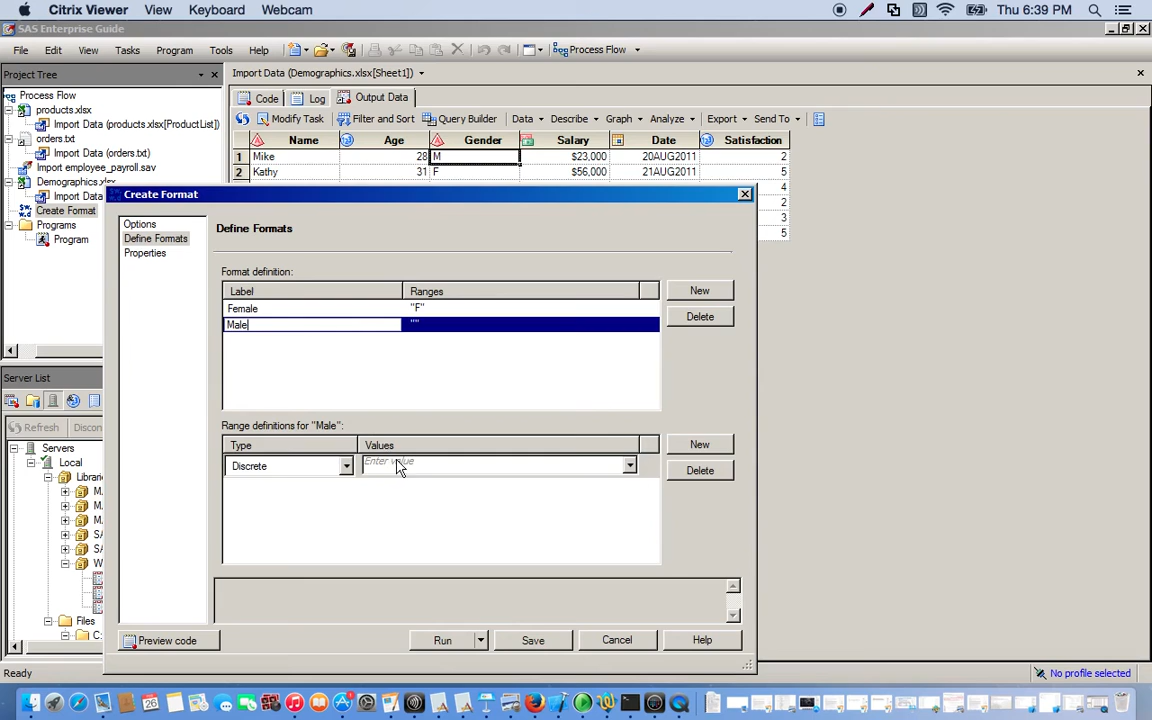 Citrix Viewer View Keyboard Webcam Thu 6:39 PM
SAS Enterprise Guide
File Edit View Tasks Program Tools Help Process Flow
Project Tree
Import Data (Demographics.xlsx[Sheet1])
Process Flow
products.xlsx
Import Data (products.xlsx[ProductList])
orders.txt
Import Data (orders.txt)
Import employee_payroll.sav
Demographics.xlsx
Import Data
Create Format
Programs
Program
Code Log Output Data
Modify Task Filter and Sort Query Builder Data Describe Graph Analyze Export Send To
Name Age Gender Salary Date Satisfaction
1 Mike 28 M $23,000 20AUG2011 2
2 Kathy 31 F $56,000 21AUG2011 5
4
2
3
5
Create Format
Options
Define Formats
Properties
Define Formats
Format definition:
Label Ranges
Female "F"
Male ""
New
Delete
Range definitions for "Male":
Type Values
Discrete Enter value
New
Delete
Preview code Run Save Cancel Help
Server List
Refresh Discon
Servers
Local
Librarie
M
M
M
SA
SA
W
Files
C:
Ready
No profile selected
26